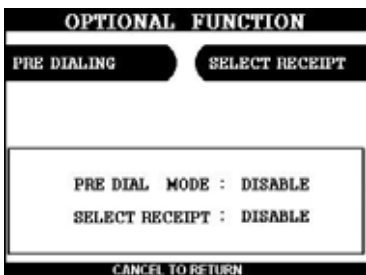 OPTIONAL FUNCTION
PRE DIALING SELECT RECEIPT
PRE DIAL MODE : DISABLE
SELECT RECEIPT : DISABLE
CANCEL TO RETURN